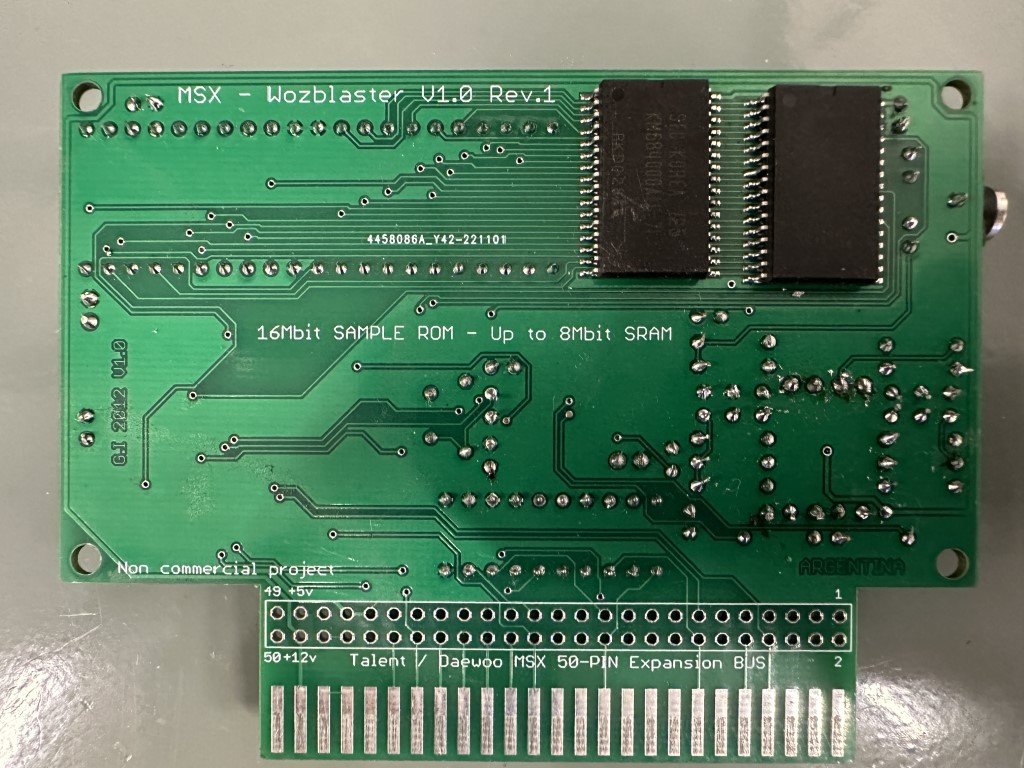 MSX - Wozblaster V1.0 Rev.1
4458086A_Y42-221101
16Mbit SAMPLE ROM - Up to 8Mbit SRAM
G.I 2012 V1.0
Non commercial project
ARGENTINA
49 +5v
1
50+12v
Talent / Daewoo MSX 50-PIN Expansion BUS
2